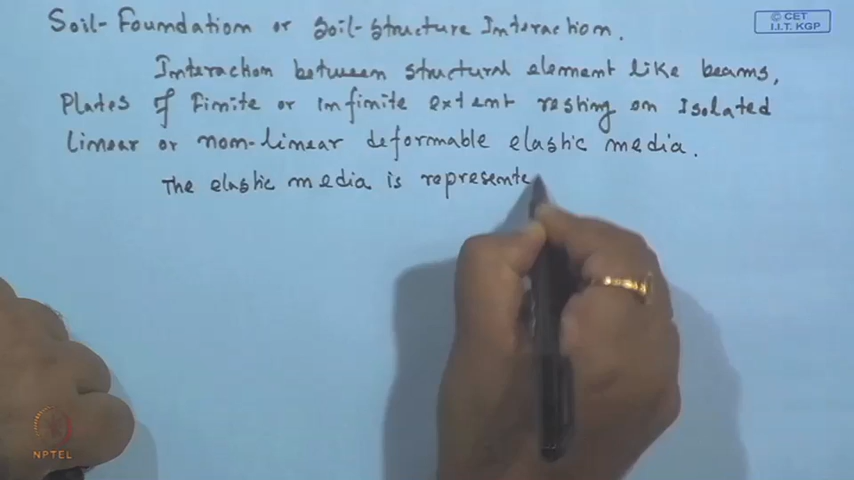 Soil-Foundation or Soil-Structure Interaction.
© CET
I.I.T. KGP
Interaction between structural element like beams,
Plates of Finite or Infinite extent resting on Isolated
linear or non-linear deformable elastic media.
The elastic media is represente
NPTEL